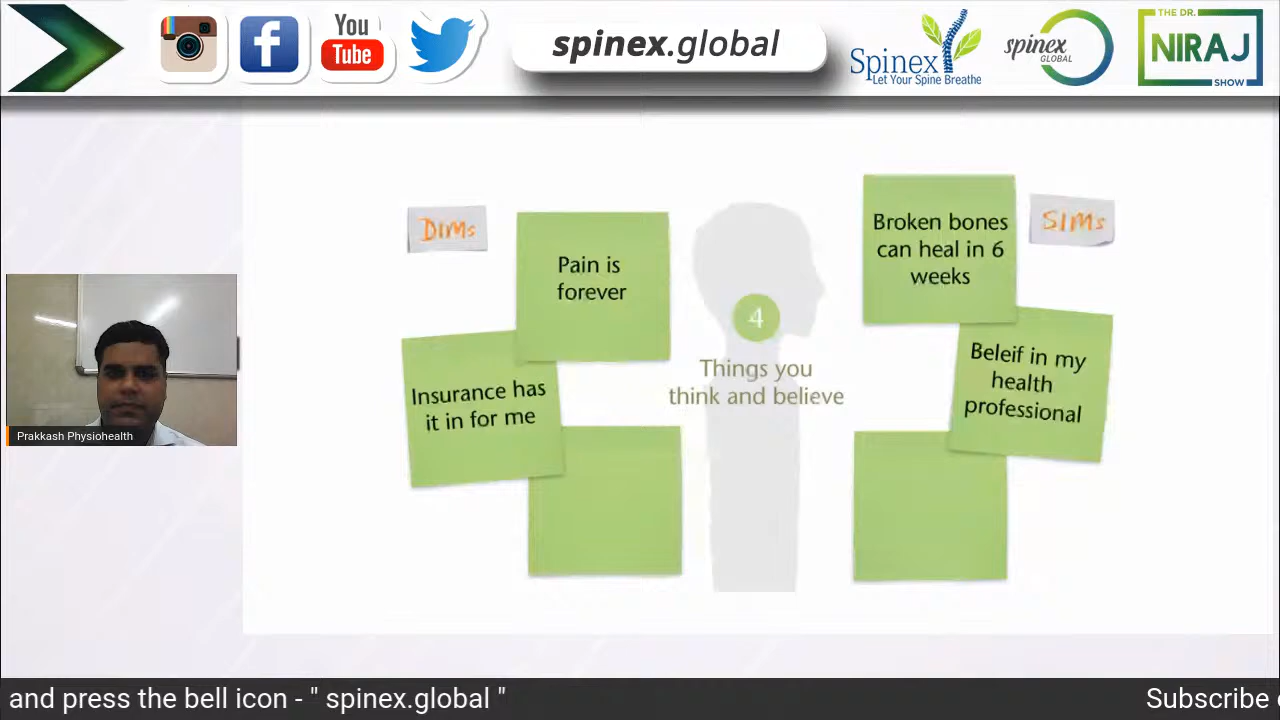 You
Tube
spinex.global
Spinex
Let Your Spine Breathe
spinex
GLOBAL
THE DR.
NIRAJ
SHOW
DIMs
Pain is
forever
Insurance has
it in for me
4
Things you
think and believe
Broken bones
can heal in 6
weeks
SIMs
Beleif in my
health
professional
Prakkash Physiohealth
and press the bell icon - " spinex.global "
Subscribe